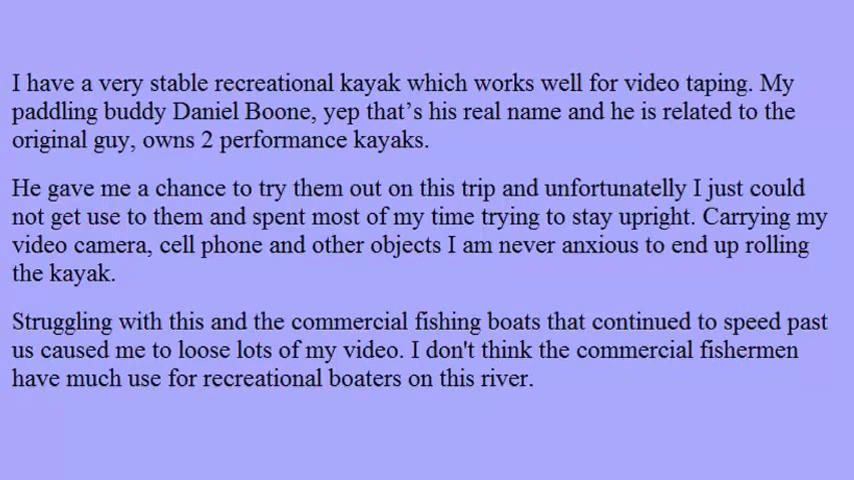 I have a very stable recreational kayak which works well for video taping. My
paddling buddy Daniel Boone, yep that’s his real name and he is related to the
original guy, owns 2 performance kayaks.
He gave me a chance to try them out on this trip and unfortunatelly I just could
not get use to them and spent most of my time trying to stay upright. Carrying my
video camera, cell phone and other objects I am never anxious to end up rolling
the kayak.
Struggling with this and the commercial fishing boats that continued to speed past
us caused me to loose lots of my video. I don't think the commercial fishermen
have much use for recreational boaters on this river.